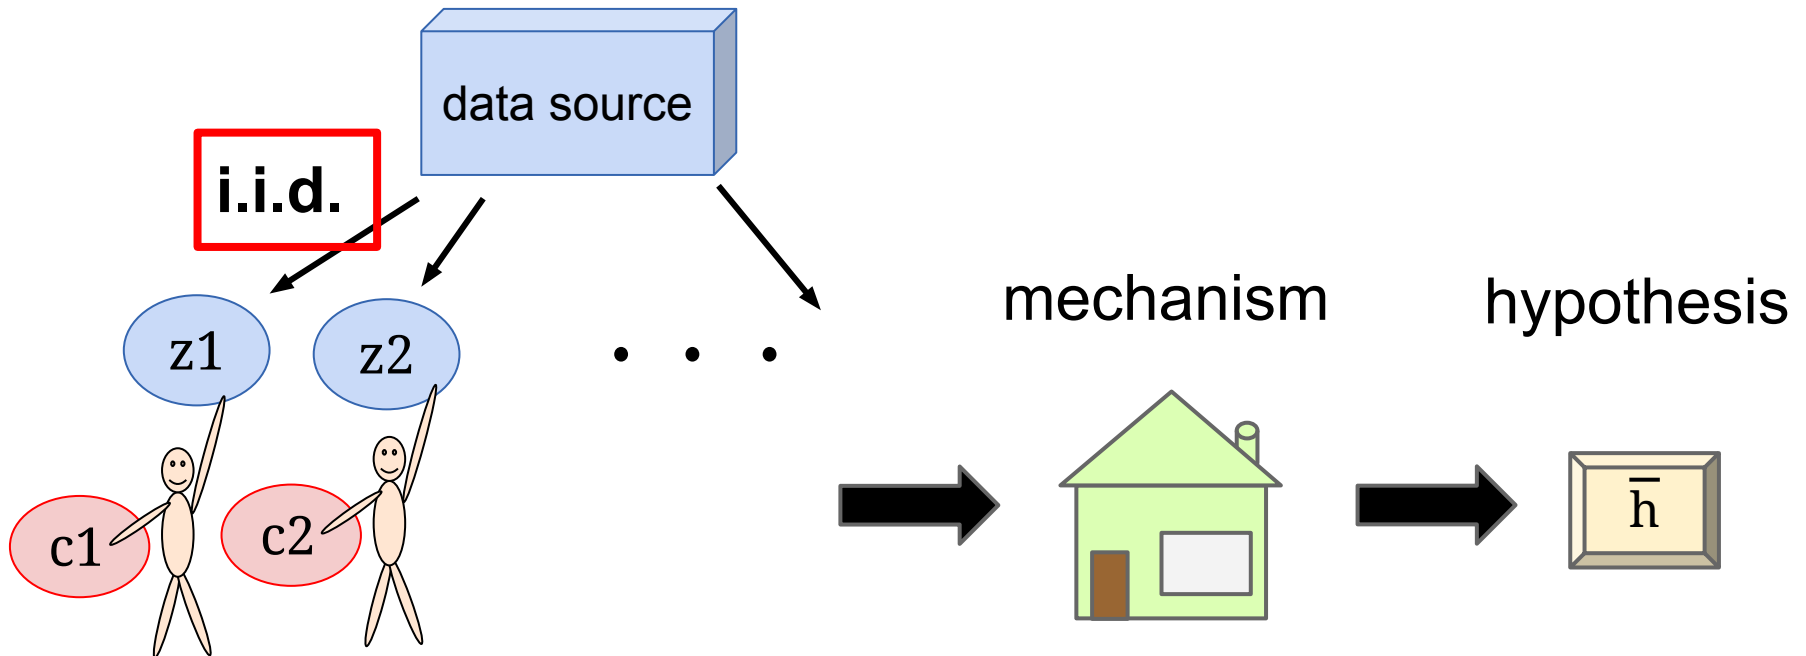 data source
i.i.d.
z1
z2
. . .
mechanism
hypothesis
c1
c2
h̅